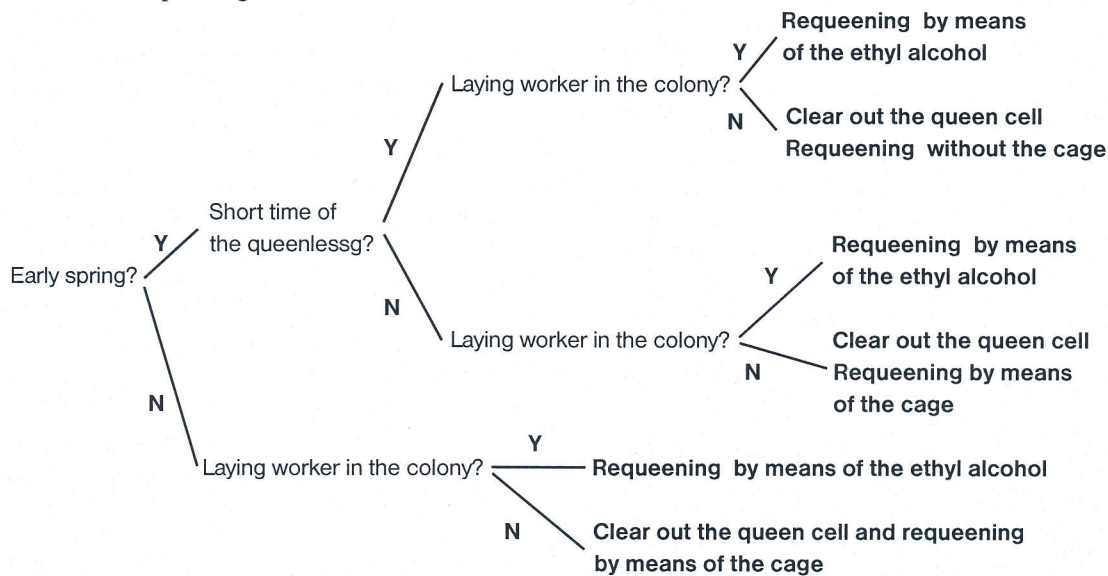 Requeening by means
of the ethyl alcohol
Y
Laying worker in the colony?
N
Clear out the queen cell
Requeening without the cage
Y
Short time of
the queenlessg?
Y
Early spring?
N
Requeening by means
of the ethyl alcohol
Y
Laying worker in the colony?
N
Clear out the queen cell
Requeening by means
of the cage
N
Y
Laying worker in the colony?
Requeening by means of the ethyl alcohol
N
Clear out the queen cell and requeening
by means of the cage